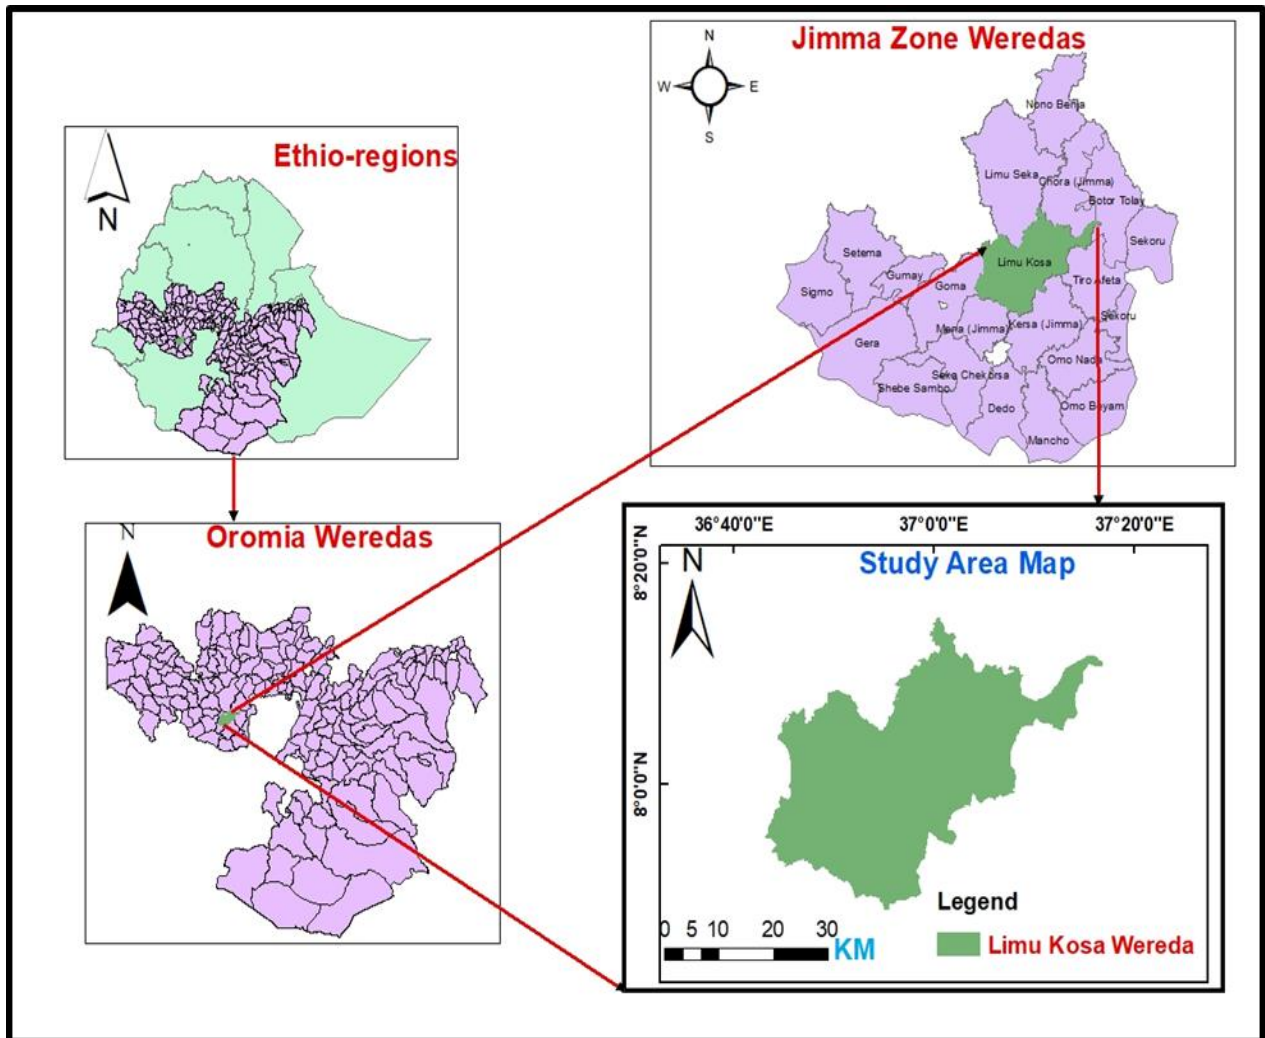 Ethio-regions
N
Jimma Zone Weredas
N
W
E
S
Nono Benja
Limu Seka
Chora (Jimma)
Botor Tolay
Sekoru
Setema
Gumay
Limu Kosa
Sigmo
Goma
Tiro Afeta
Sekoru
Mena (Jimma)
Kersa (Jimma)
Gera
Omo Nada
Seka Chekorsa
Shebe Sambo
Dedo
Omo Beyam
Mancho
N
Oromia Weredas
36°40'0"E
37°0'0"E
37°20'0"E
8°20'0"N
8°0'0"N
N
Study Area Map
Legend
Limu Kosa Wereda
0 5 10 20 30
KM